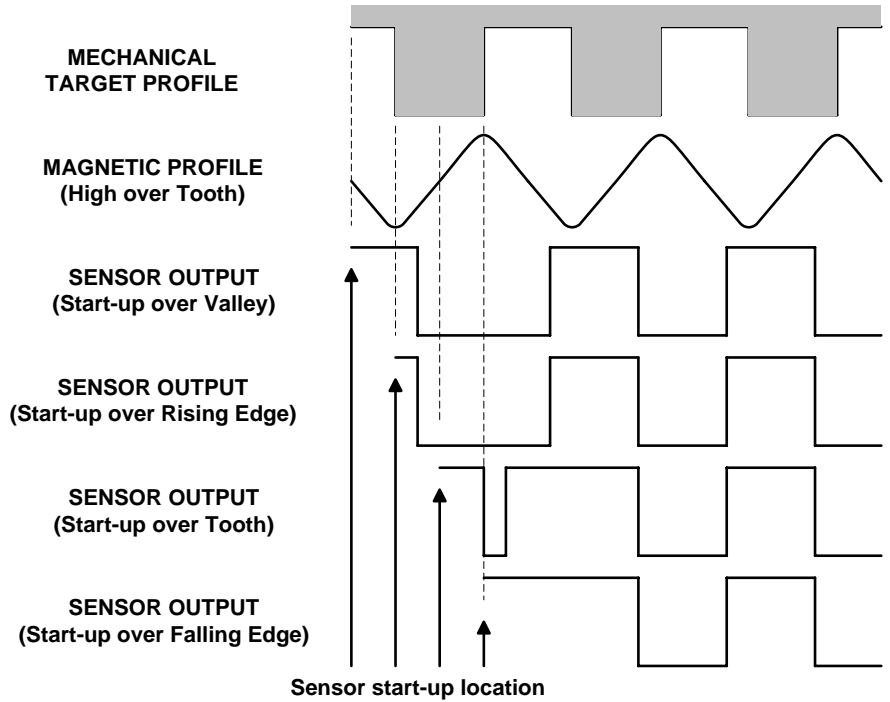 MECHANICAL
TARGET PROFILE
MAGNETIC PROFILE
(High over Tooth)
SENSOR OUTPUT
(Start-up over Valley)
SENSOR OUTPUT
(Start-up over Rising Edge)
SENSOR OUTPUT
(Start-up over Tooth)
SENSOR OUTPUT
(Start-up over Falling Edge)
Sensor start-up location